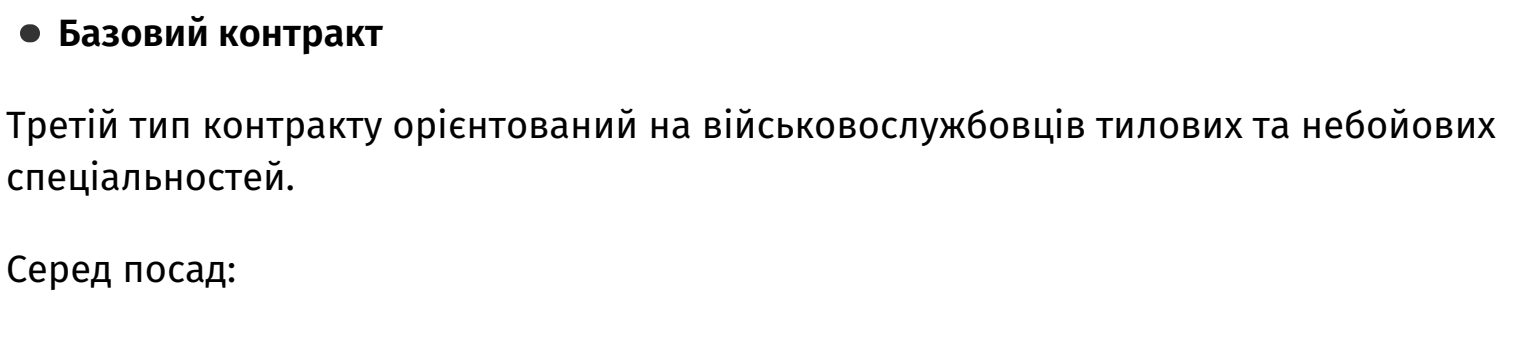 ● Базовий контракт
Третій тип контракту орієнтований на військовослужбовців тилових та небойових
спеціальностей.
Серед посад: